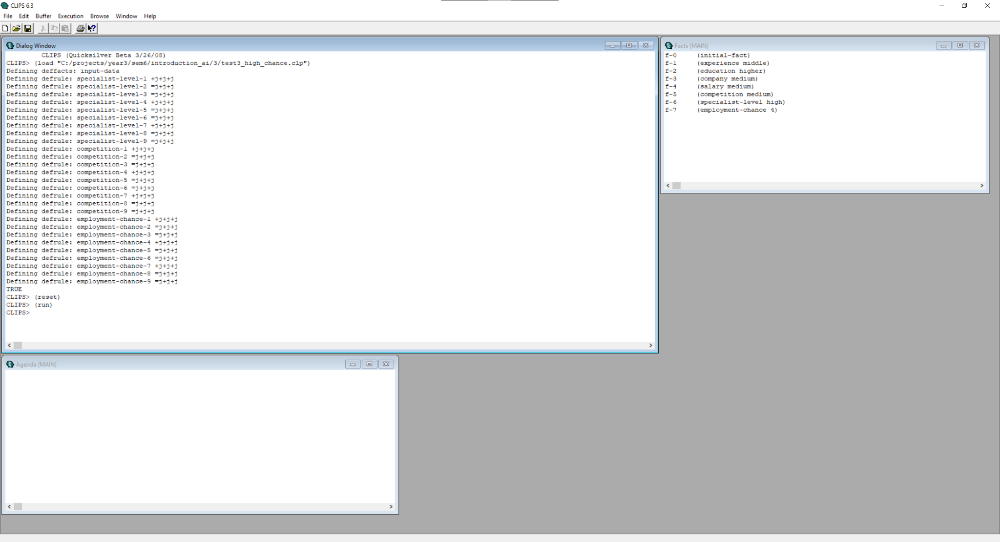 CLIPS 6.3
File Edit Buffer Execution Browse Window Help
Dialog Window
CLIPS (Quicksilver Beta 3/26/08)
CLIPS> (load "C:/projects/year3/sem6/introduction_ai/3/test3_high_chance.clp")
Defining deffacts: input-data
Defining defrule: specialist-level-1 +j+j+j
Defining defrule: specialist-level-2 =j+j+j
Defining defrule: specialist-level-3 =j+j+j
Defining defrule: specialist-level-4 +j+j+j
Defining defrule: specialist-level-5 =j+j+j
Defining defrule: specialist-level-6 =j+j+j
Defining defrule: specialist-level-7 +j+j+j
Defining defrule: specialist-level-8 =j+j+j
Defining defrule: specialist-level-9 =j+j+j
Defining defrule: competition-1 +j+j+j
Defining defrule: competition-2 =j+j+j
Defining defrule: competition-3 =j+j+j
Defining defrule: competition-4 +j+j+j
Defining defrule: competition-5 =j+j+j
Defining defrule: competition-6 =j+j+j
Defining defrule: competition-7 +j+j+j
Defining defrule: competition-8 =j+j+j
Defining defrule: competition-9 =j+j+j
Defining defrule: employment-chance-1 +j+j+j
Defining defrule: employment-chance-2 =j+j+j
Defining defrule: employment-chance-3 =j+j+j
Defining defrule: employment-chance-4 +j+j+j
Defining defrule: employment-chance-5 =j+j+j
Defining defrule: employment-chance-6 =j+j+j
Defining defrule: employment-chance-7 +j+j+j
Defining defrule: employment-chance-8 =j+j+j
Defining defrule: employment-chance-9 =j+j+j
TRUE
CLIPS> (reset)
CLIPS> (run)
CLIPS>
Facts (MAIN)
f-0 (initial-fact)
f-1 (experience middle)
f-2 (education higher)
f-3 (company medium)
f-4 (salary medium)
f-5 (competition medium)
f-6 (specialist-level high)
f-7 (employment-chance 4)
Agenda (MAIN)